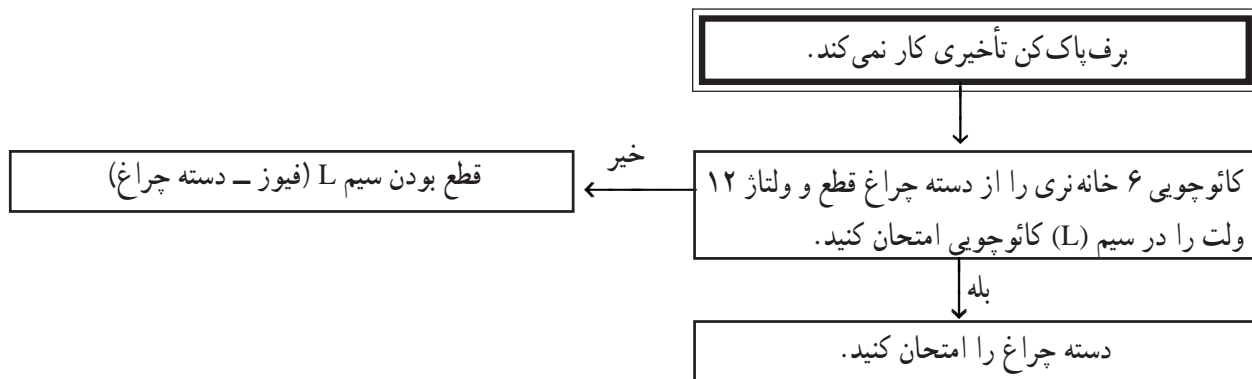 برف‌پاک‌کن تأخیری کار نمی‌کند.
کائوچویی ۶ خانه‌نری را از دسته چراغ قطع و ولتاژ ۱۲
ولت را در سیم (L) کائوچویی امتحان کنید.
خیر
قطع بودن سیم L (فیوز ــ دسته چراغ)
بله
دسته چراغ را امتحان کنید.